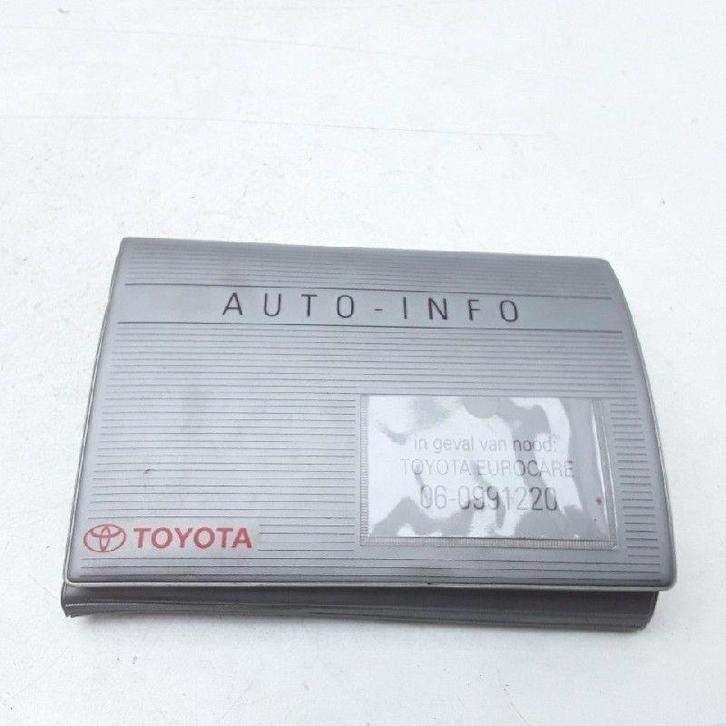 AUTO-INFO
in geval van nood:
TOYOTA EUROCARE
06-0991220
TOYOTA